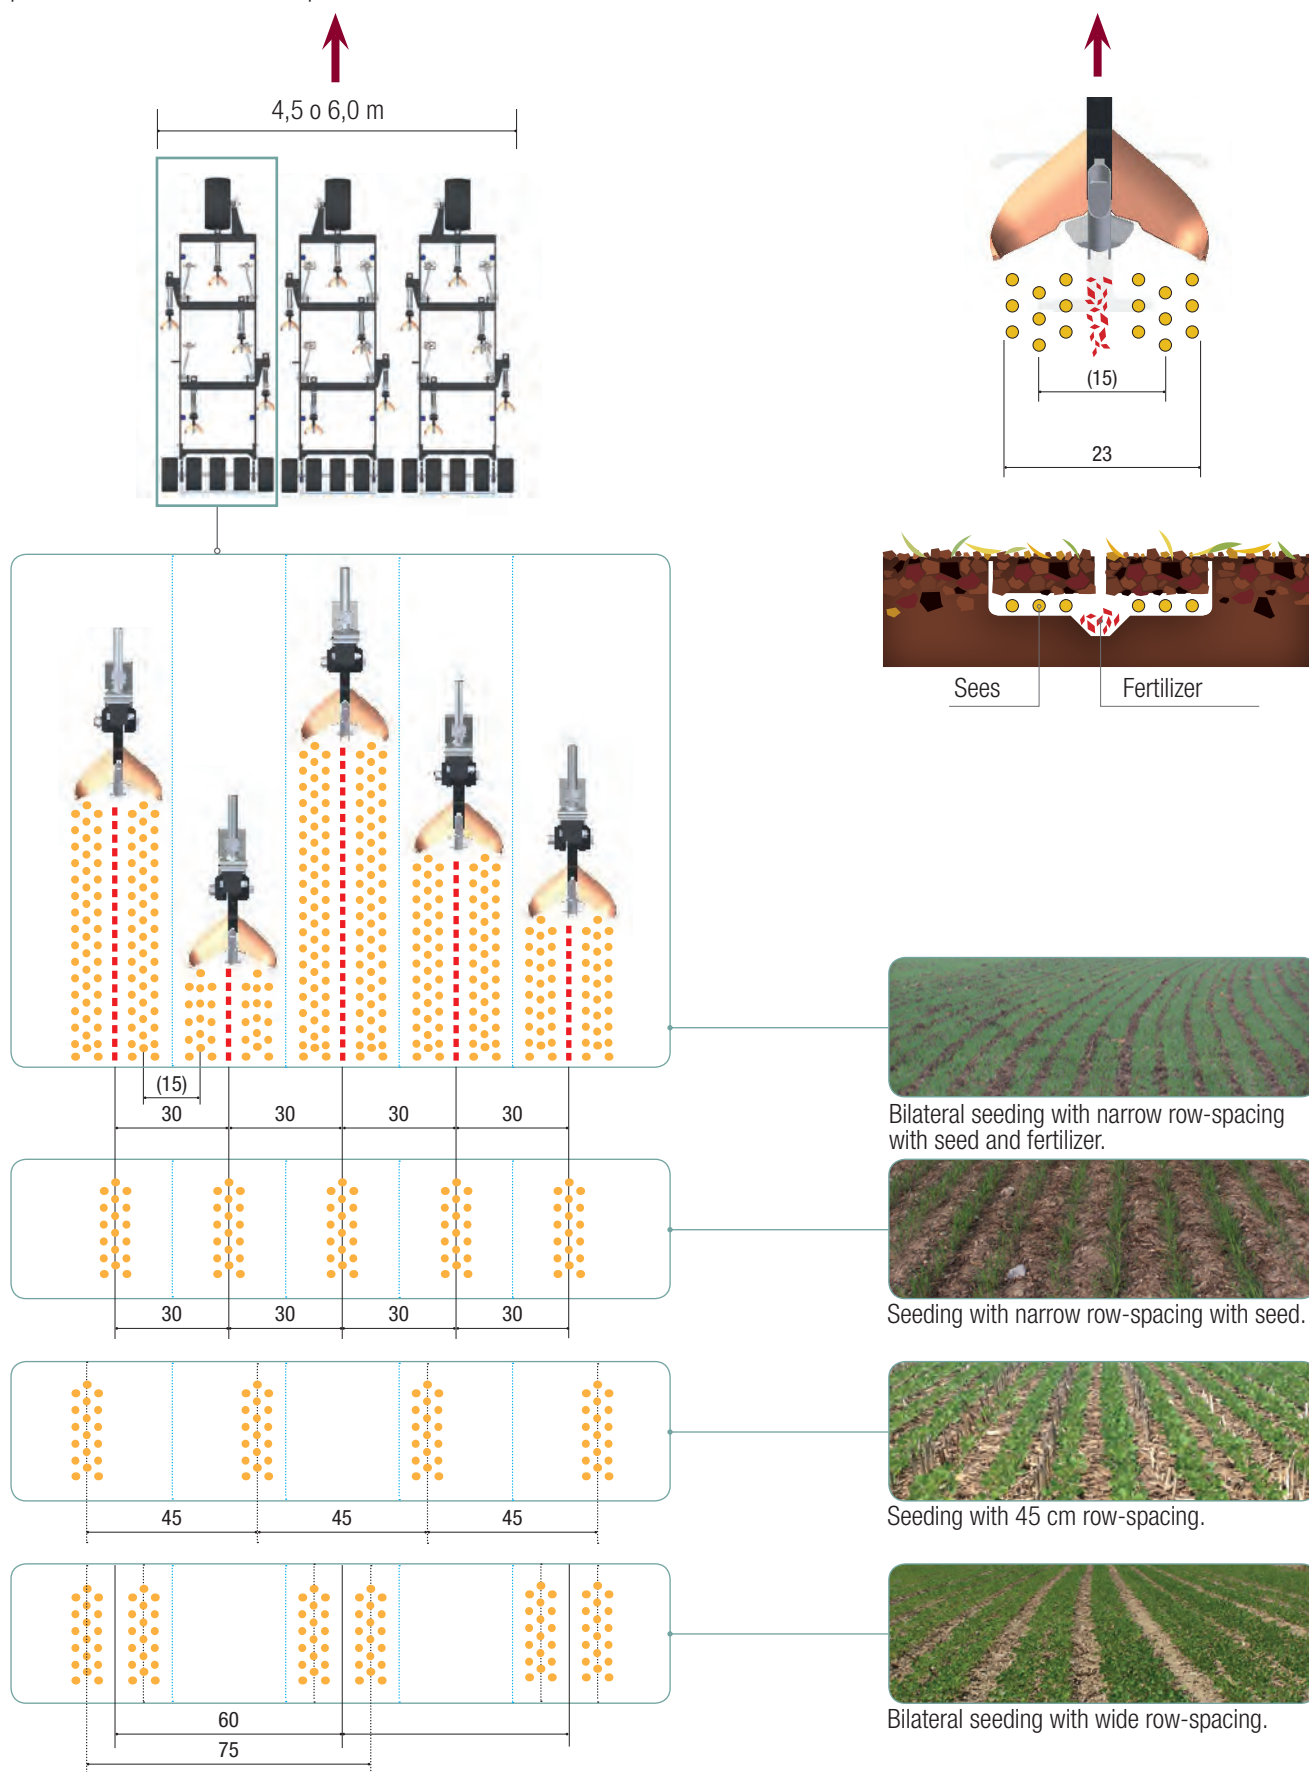 4,5 o 6,0 m
(15)
23
Sees
Fertilizer
(15)
30
30
30
30
Bilateral seeding with narrow row-spacing
with seed and fertilizer.
30
30
30
30
Seeding with narrow row-spacing with seed.
45
45
45
Seeding with 45 cm row-spacing.
60
75
Bilateral seeding with wide row-spacing.